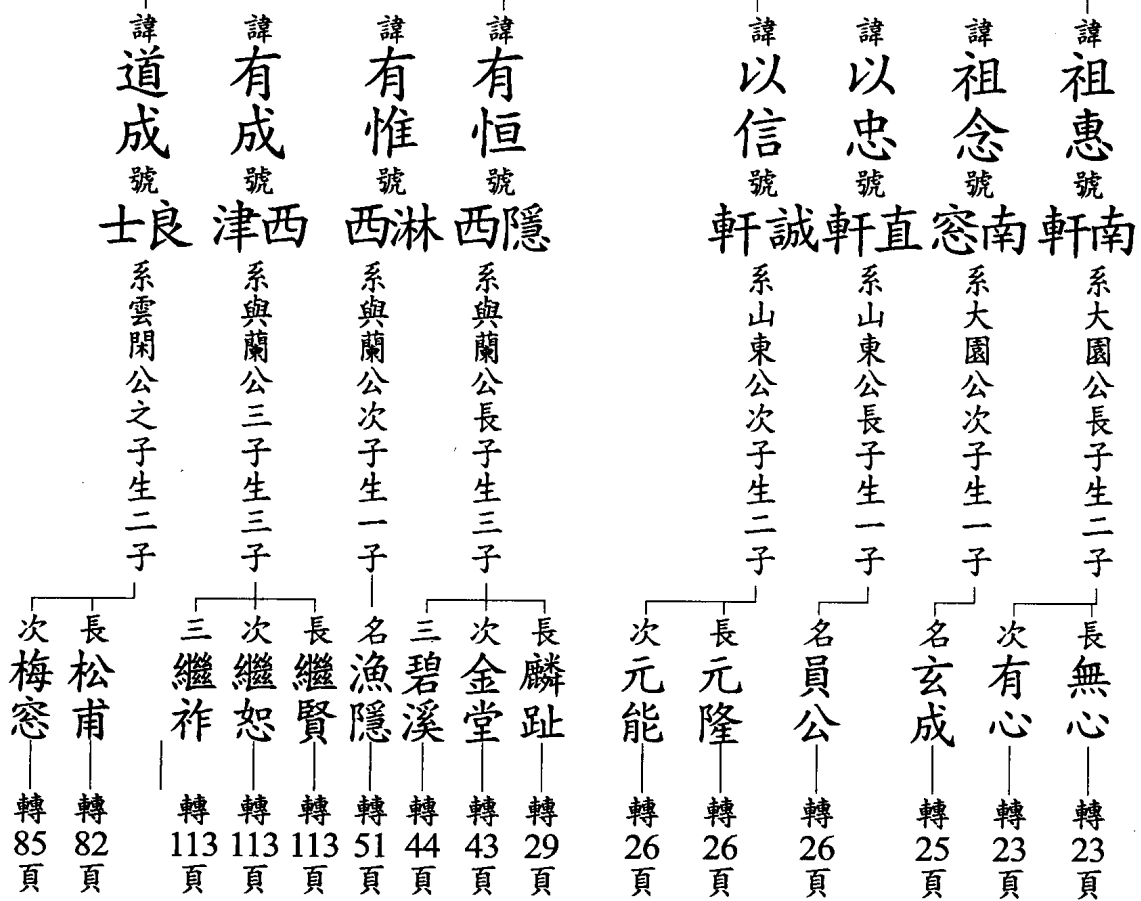 諱祖惠號南軒系大園公長子生二子
長無心轉23頁
次有心轉23頁
諱祖念號南窓系大園公次子生一子
名玄成轉25頁
諱以忠號直軒系山東公長子生一子
名員公轉26頁
諱以信號誠軒系山東公次子生二子
長元隆轉26頁
次元能轉26頁
諱有恒號隱西系與蘭公長子生三子
長麟趾轉29頁
次金堂轉43頁
三碧溪轉44頁
諱有惟號淋西系與蘭公次子生一子
名漁隱轉51頁
諱有成號西津系與蘭公三子生三子
長繼賢轉113頁
次繼恕轉113頁
三繼祚轉113頁
諱道成號良士系雲閑公之子生二子
長松甫轉82頁
次梅窓轉85頁